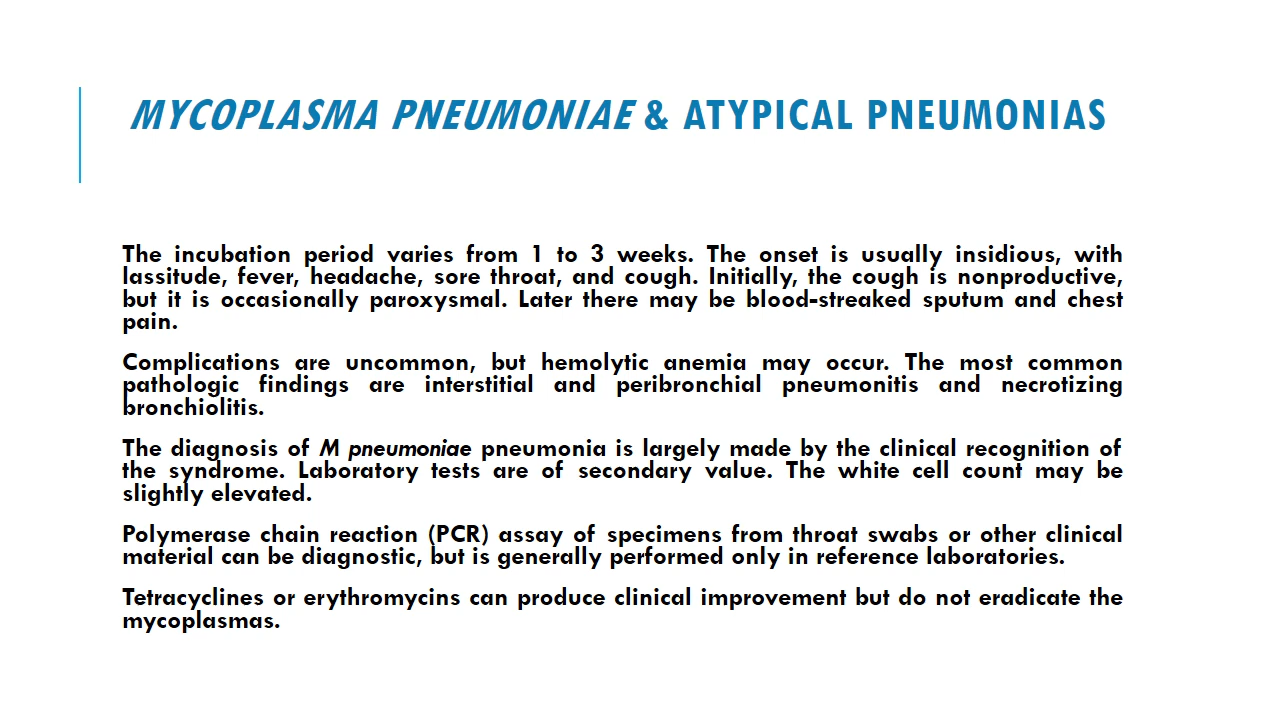 MYCOPLASMA PNEUMONIAE & ATYPICAL PNEUMONIAS
The incubation period varies from 1 to 3 weeks. The onset is usually insidious, with
lassitude, fever, headache, sore throat, and cough. Initially, the cough is nonproductive,
but it is occasionally paroxysmal. Later there may be blood-streaked sputum and chest
pain.
Complications are uncommon, but hemolytic anemia may occur. The most common
pathologic findings are interstitial and peribronchial pneumonitis and necrotizing
bronchiolitis.
The diagnosis of M pneumoniae pneumonia is largely made by the clinical recognition of
the syndrome. Laboratory tests are of secondary value. The white cell count may be
slightly elevated.
Polymerase chain reaction (PCR) assay of specimens from throat swabs or other clinical
material can be diagnostic, but is generally performed only in reference laboratories.
Tetracyclines or erythromycins can produce clinical improvement but do not eradicate the
mycoplasmas.